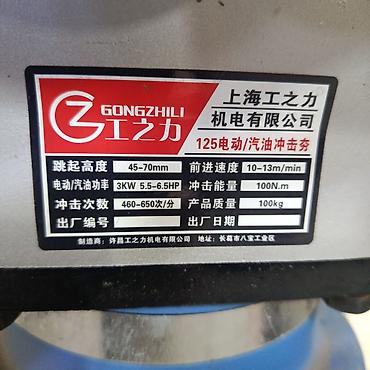 GONGZHILI
工之力
上海工之力
机电有限公司
125电动/汽油冲击夯
跳起高度 45-70mm 前进速度 10-13m/min
电动/汽油功率 3KW 5.5-6.5HP 冲击能量 100N.m
冲击次数 460-650次/分 产品质量 100kg
出厂编号 出厂日期
制造商：许昌工之力机电有限公司 地址：长葛市八宝工业区